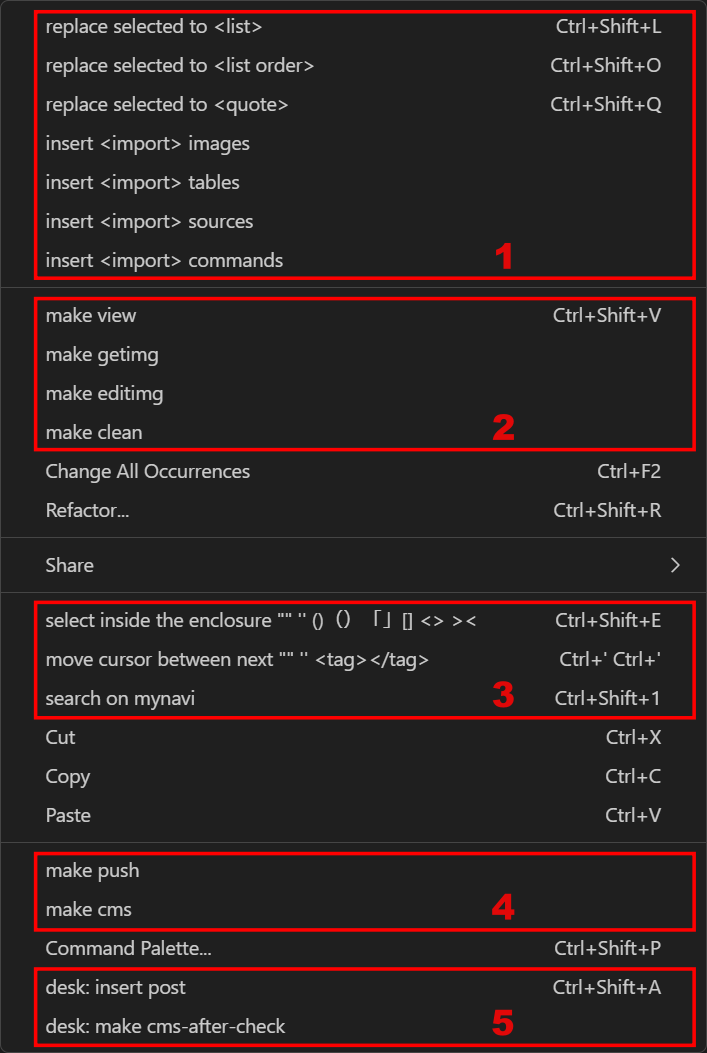 replace selected to <list> Ctrl+Shift+L
replace selected to <list order> Ctrl+Shift+O
replace selected to <quote> Ctrl+Shift+Q
insert <import> images
insert <import> tables
insert <import> sources
insert <import> commands
1
make view Ctrl+Shift+V
make getimg
make editimg
make clean
2
Change All Occurrences Ctrl+F2
Refactor... Ctrl+Shift+R
Share
select inside the enclosure "" '' () （） 「」 [] <> >< Ctrl+Shift+E
move cursor between next "" '' <tag></tag> Ctrl+' Ctrl+'
search on mynavi Ctrl+Shift+1
3
Cut Ctrl+X
Copy Ctrl+C
Paste Ctrl+V
make push
make cms
4
Command Palette... Ctrl+Shift+P
desk: insert post Ctrl+Shift+A
desk: make cms-after-check
5